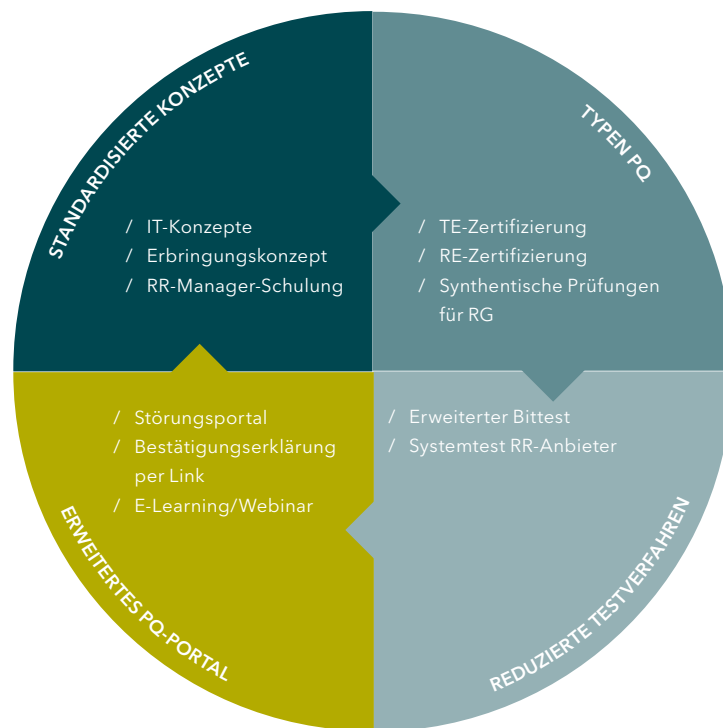 STANDARDISIERTE KONZEPTE
/ IT-Konzepte
/ Erbringungskonzept
/ RR-Manager-Schulung
TYPEN PQ
/ TE-Zertifizierung
/ RE-Zertifizierung
/ Synthentische Prüfungen
für RG
ERWEITERTES PQ-PORTAL
/ Störungsportal
/ Bestätigungserklärung
per Link
/ E-Learning/Webinar
REDUZIERTE TESTVERFAHREN
/ Erweiterter Bittest
/ Systemtest RR-Anbieter